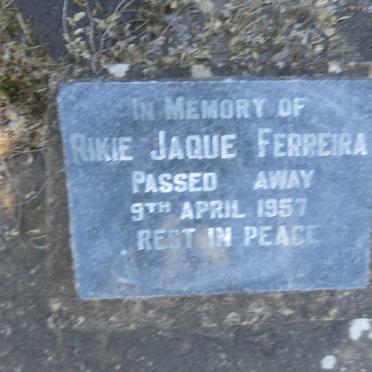 IN MEMORY OF
RIKIE JAQUE FERREIRA
PASSED AWAY
9TH APRIL 1957
REST IN PEACE